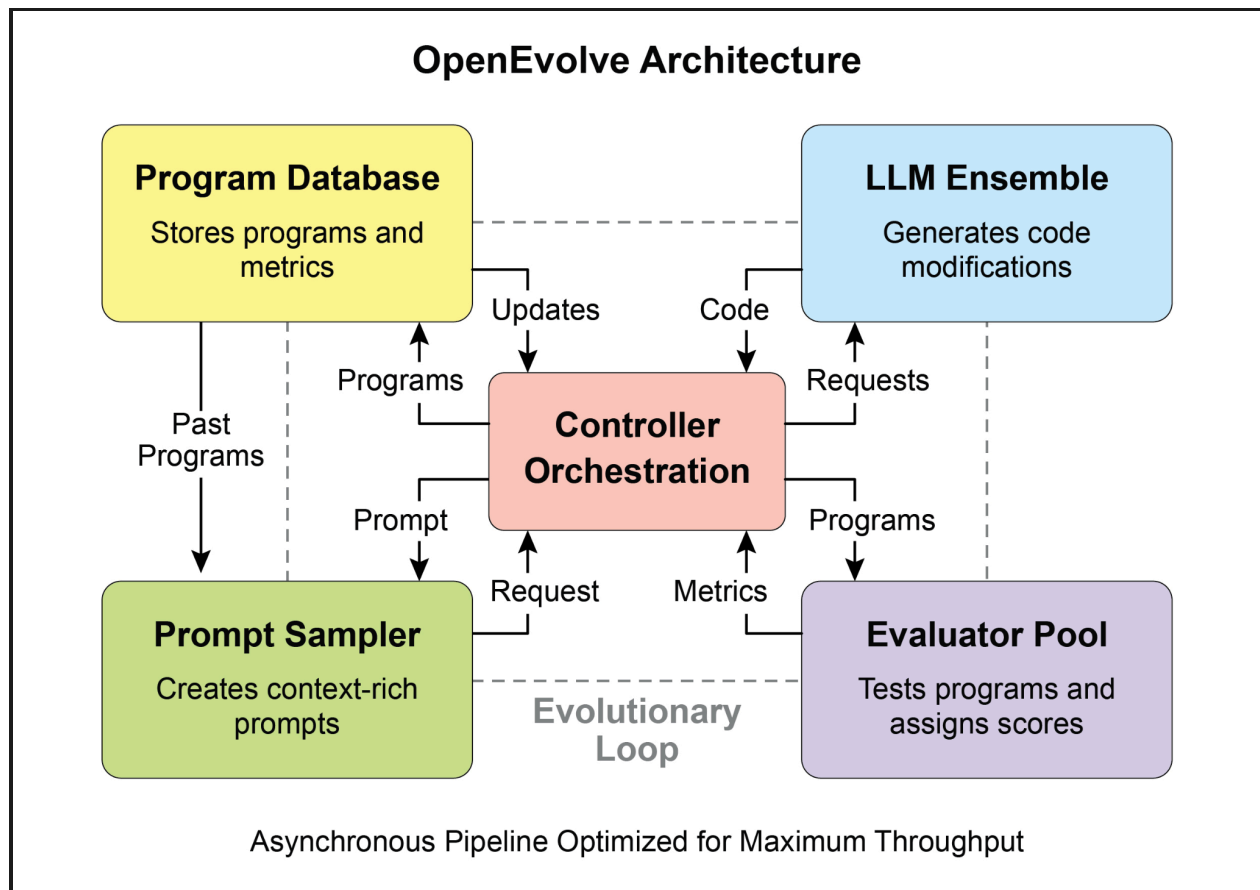 OpenEvolve Architecture
Program Database
Stores programs and
metrics
LLM Ensemble
Generates code
modifications
Updates
Code
Programs
Requests
Controller
Orchestration
Past
Programs
Prompt
Programs
Request
Metrics
Prompt Sampler
Creates context-rich
prompts
Evaluator Pool
Tests programs and
assigns scores
Evolutionary
Loop
Asynchronous Pipeline Optimized for Maximum Throughput